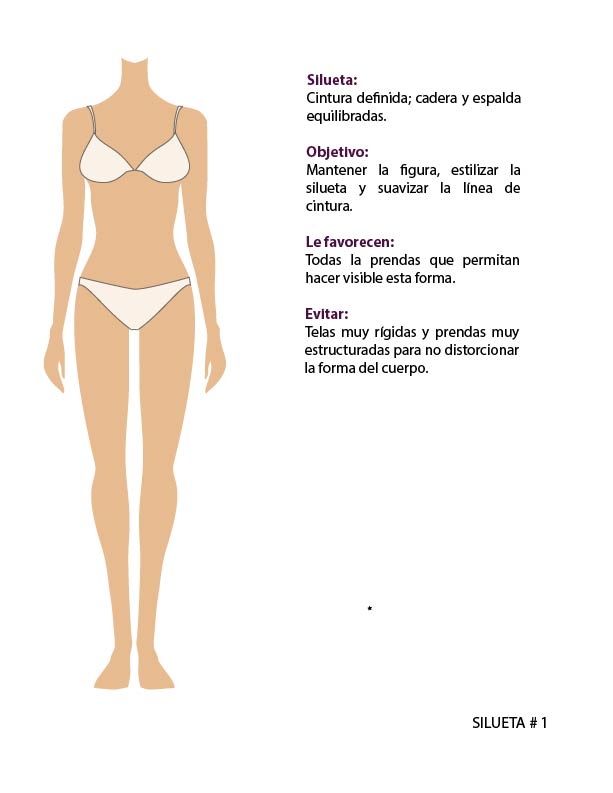 Silueta:
Cintura definida; cadera y espalda
equilibradas.
Objetivo:
Mantener la figura, estilizar la
silueta y suavizar la línea de
cintura.
Le favorecen:
Todas la prendas que permitan
hacer visible esta forma.
Evitar:
Telas muy rígidas y prendas muy
estructuradas para no distorcionar
la forma del cuerpo.
*
SILUETA # 1